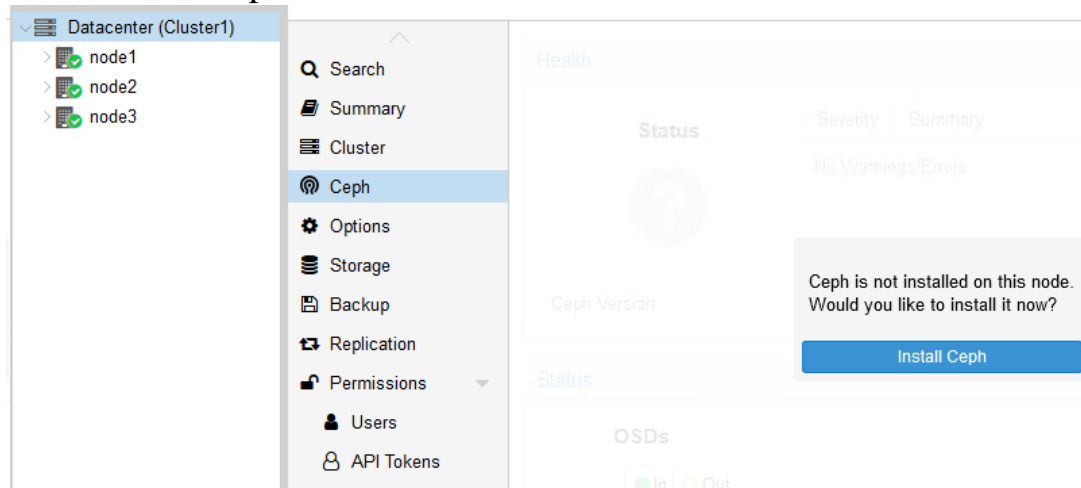 Datacenter (Cluster1)
node1
node2
node3
Search
Summary
Cluster
Ceph
Options
Storage
Backup
Replication
Permissions
Users
API Tokens
Health
Status
Severity Summary
No Warnings/Errors
Ceph Version
Ceph is not installed on this node.
Would you like to install it now?
Install Ceph
Status
OSDs
In Out